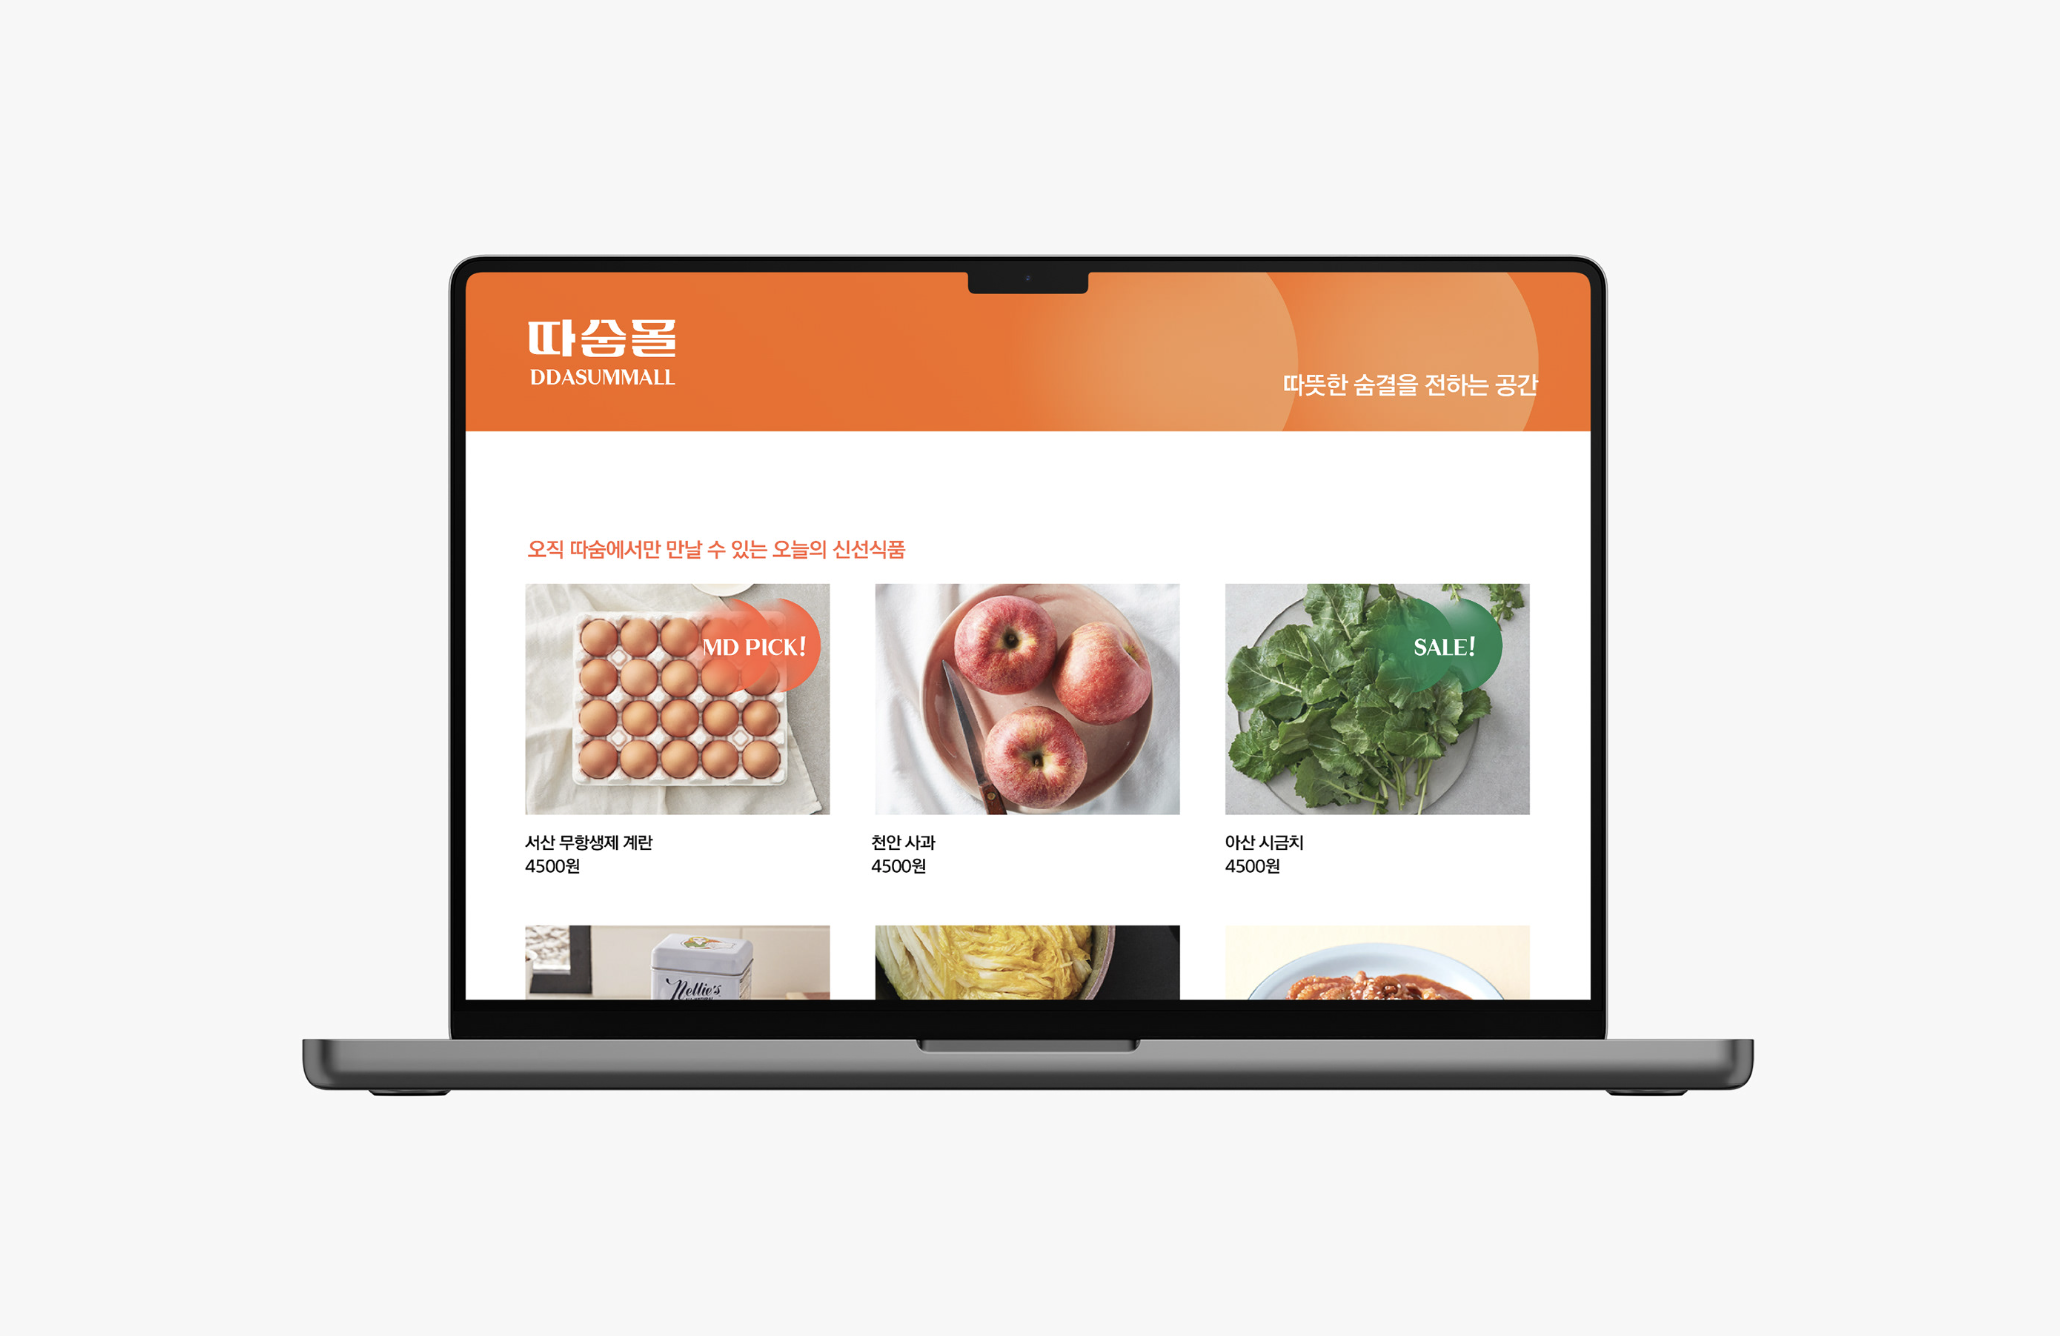 따숨몰
DDASUMMALL
따뜻한 숨결을 전하는 공간
오직 따숨에서만 만날 수 있는 오늘의 신선식품
MD PICK!
SALE!
서산 무항생제 계란
4500원
천안 사과
4500원
아산 시금치
4500원
Nellie's